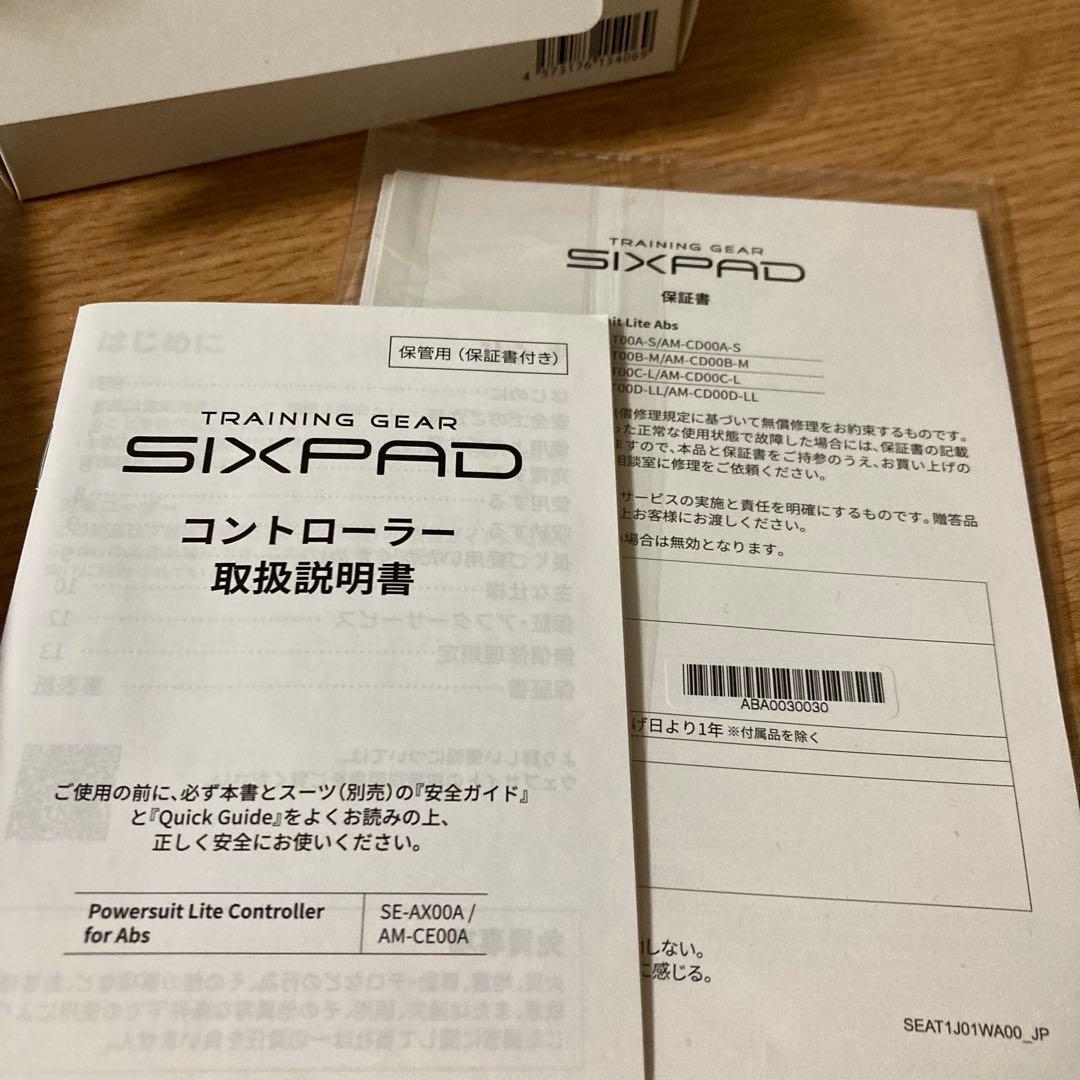 4 573176 154069
TRAINING GEAR
SIXPAD
保証書
it Lite Abs
T00A-S/AM-CD00A-S
T00B-M/AM-CD00B-M
T00C-L/AM-CD00C-L
T00D-LL/AM-CD00D-LL
償修理規定に基づいて無償修理をお約束するものです。
った正常な使用状態で故障した場合には、保証書の記載
ますので、本品と保証書をご持参のうえ、お買い上げの
相談室に修理をご依頼ください。
サービスの実施と責任を明確にするものです。贈答品
上お客様にお渡しください。
場合は無効となります。
ABA0030030
げ日より1年 ※付属品を除く
しない。
に感じる。
SEAT1J01WA00_JP
保管用（保証書付き）
TRAINING GEAR
SIXPAD
コントローラー
取扱説明書
ご使用の前に、必ず本書とスーツ（別売）の『安全ガイド』
と『Quick Guide』をよくお読みの上、
正しく安全にお使いください。
Powersuit Lite Controller
for Abs
SE-AX00A /
AM-CE00A